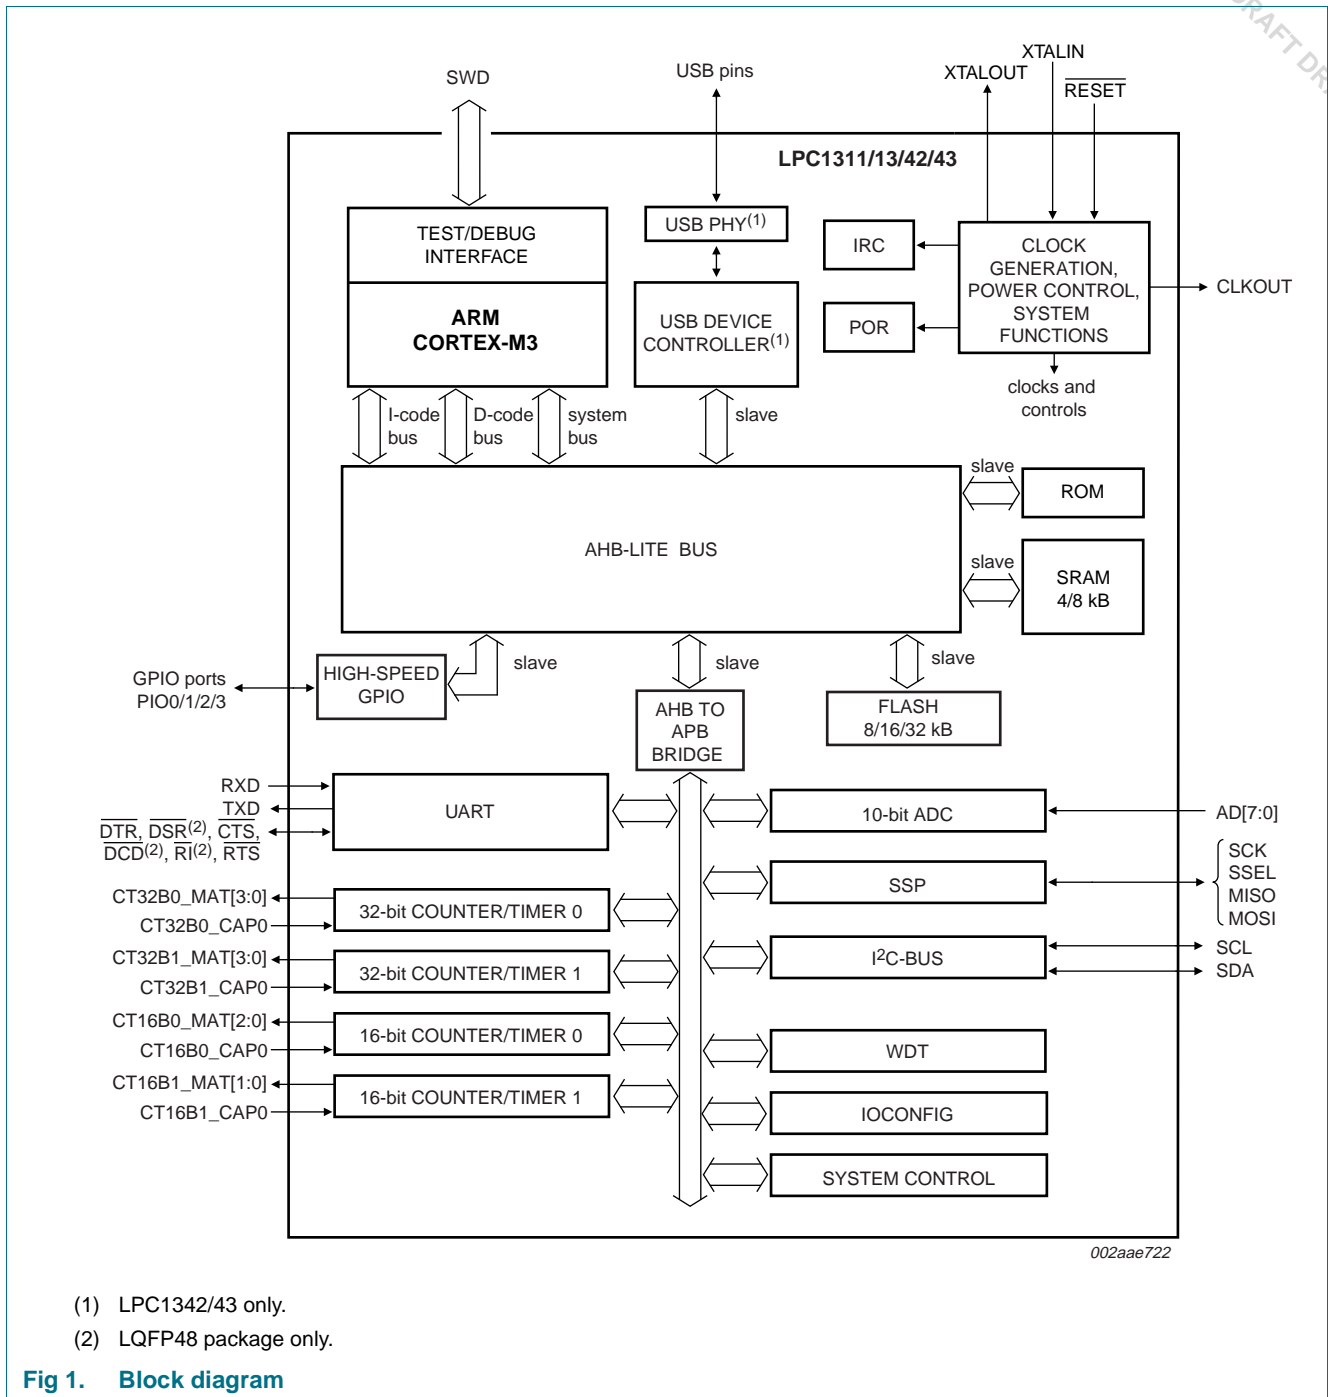 DRAFT DRA
SWD
USB pins
XTALIN
XTALOUT
RESET
LPC1311/13/42/43
TEST/DEBUG
INTERFACE
ARM
CORTEX-M3
USB PHY(1)
USB DEVICE
CONTROLLER(1)
IRC
POR
CLOCK
GENERATION,
POWER CONTROL,
SYSTEM
FUNCTIONS
CLKOUT
clocks and
controls
I-code
bus
D-code
bus
system
bus
slave
AHB-LITE BUS
slave
ROM
slave
SRAM
4/8 kB
GPIO ports
PIO0/1/2/3
HIGH-SPEED
GPIO
slave
slave
AHB TO
APB
BRIDGE
slave
FLASH
8/16/32 kB
RXD
TXD
DTR, DSR(2), CTS,
DCD(2), RI(2), RTS
UART
10-bit ADC
AD[7:0]
SSP
SCK
SSEL
MISO
MOSI
CT32B0_MAT[3:0]
CT32B0_CAP0
32-bit COUNTER/TIMER 0
I2C-BUS
SCL
SDA
CT32B1_MAT[3:0]
CT32B1_CAP0
32-bit COUNTER/TIMER 1
CT16B0_MAT[2:0]
CT16B0_CAP0
16-bit COUNTER/TIMER 0
WDT
CT16B1_MAT[1:0]
CT16B1_CAP0
16-bit COUNTER/TIMER 1
IOCONFIG
SYSTEM CONTROL
002aae722
(1) LPC1342/43 only.
(2) LQFP48 package only.
Fig 1. Block diagram